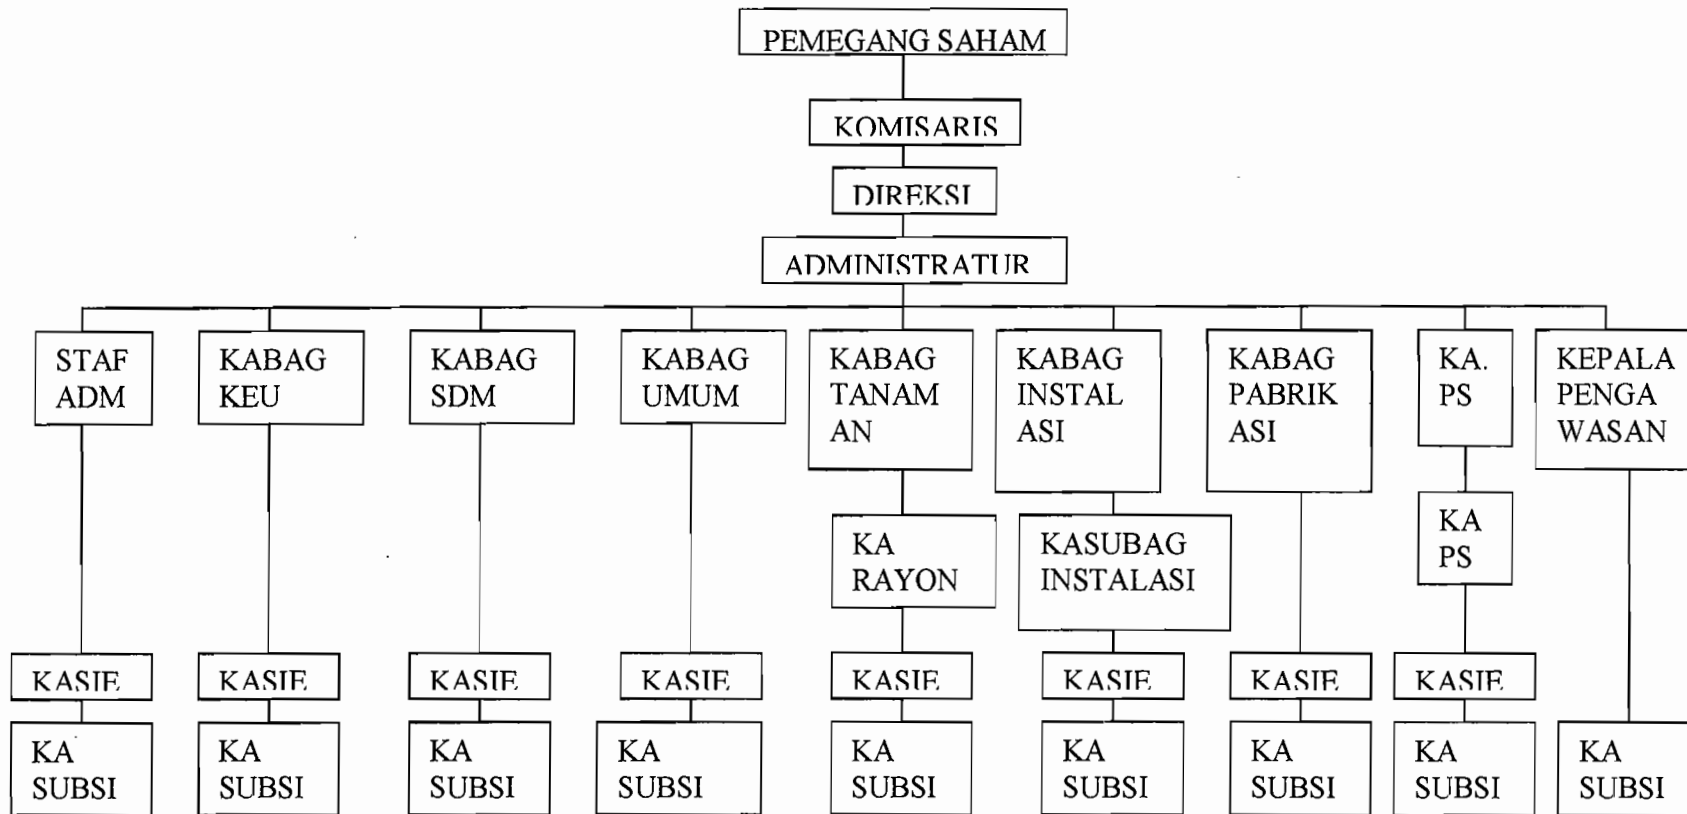 PEMEGANG SAHAM
KOMISARIS
DIREKSI
ADMINISTRATUR
STAF
ADM
KABAG
KEU
KABAG
SDM
KABAG
UMUM
KABAG
TANAM
AN
KABAG
INSTAL
ASI
KABAG
PABRIK
ASI
KA.
PS
KEPALA
PENGA
WASAN
KA
RAYON
KASUBAG
INSTALASI
KA
PS
KASIE
KASIE
KASIE
KASIE
KASIE
KASIE
KASIE
KASIE
KA
SUBSI
KA
SUBSI
KA
SUBSI
KA
SUBSI
KA
SUBSI
KA
SUBSI
KA
SUBSI
KA
SUBSI
KA
SUBSI